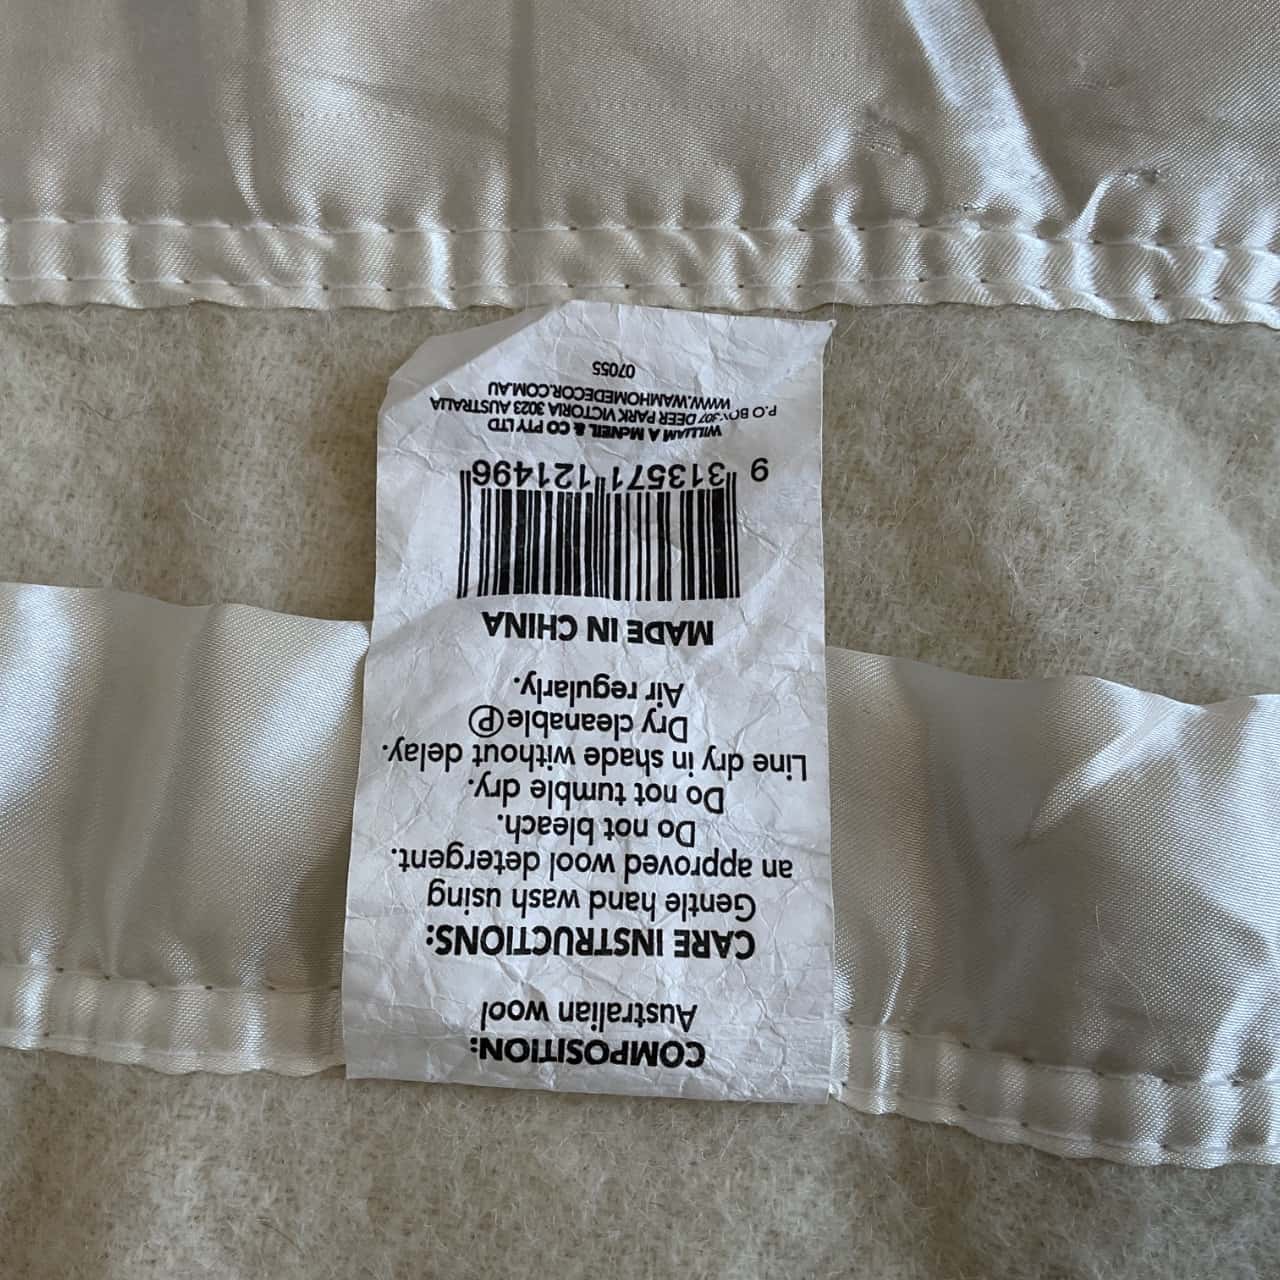 COMPOSITION:
Australian wool
CARE INSTRUCTIONS:
Gentle hand wash using
an approved wool detergent.
Do not bleach.
Do not tumble dry.
Line dry in shade without delay.
Dry cleanable Ⓟ
Air regularly.
MADE IN CHINA
9 313571 121496
WILLIAM A McNEIL & CO PTY LTD
P.O BOX 307 DEER PARK VICTORIA 3023 AUSTRALIA
WWW.WAMHOMEDECOR.COM.AU
07055